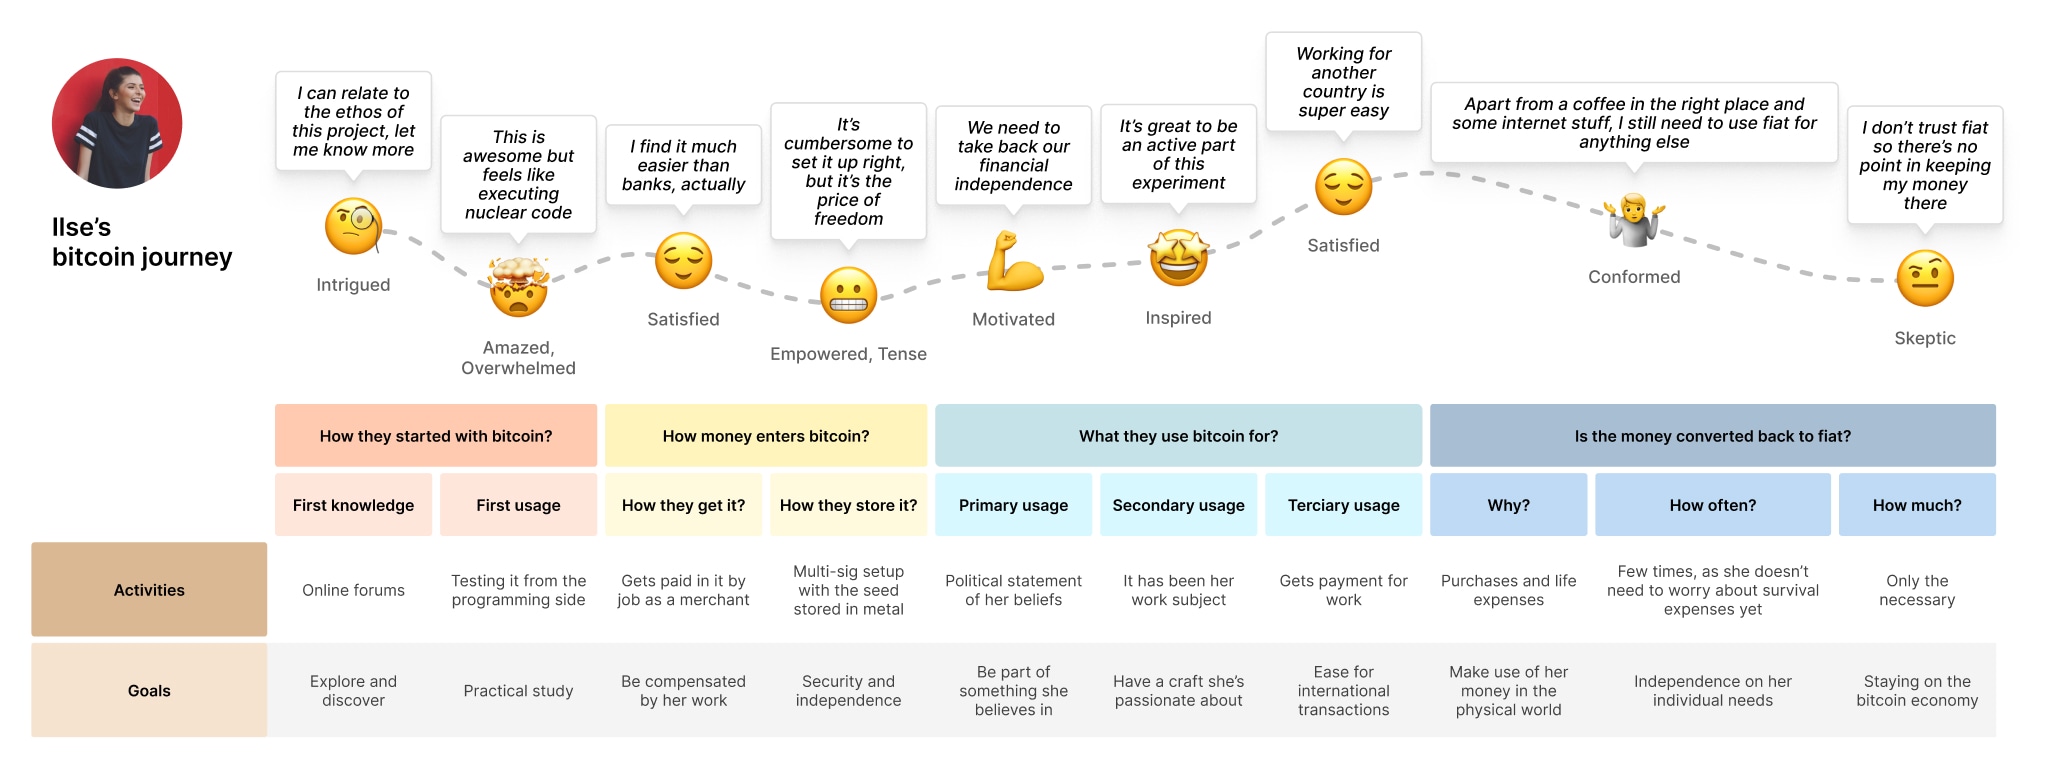 Ilse's
bitcoin journey
I can relate to
the ethos of
this project, let
me know more
Intrigued
This is
awesome but
feels like
executing
nuclear code
Amazed,
Overwhelmed
I find it much
easier than
banks, actually
Satisfied
It's
cumbersome to
set it up right,
but it's the
price of
freedom
Empowered, Tense
We need to
take back our
financial
independence
Motivated
It's great to be
an active part
of this
experiment
Inspired
Working for
another
country is
super easy
Satisfied
Apart from a coffee in the right place and
some internet stuff, I still need to use fiat for
anything else
Conformed
I don't trust fiat
so there's no
point in keeping
my money
there
Skeptic
How they started with bitcoin?
How money enters bitcoin?
What they use bitcoin for?
Is the money converted back to fiat?
First knowledge
First usage
How they get it?
How they store it?
Primary usage
Secondary usage
Terciary usage
Why?
How often?
How much?
Activities
Online forums
Testing it from the
programming side
Gets paid in it by
job as a merchant
Multi-sig setup
with the seed
stored in metal
Political statement
of her beliefs
It has been her
work subject
Gets payment for
work
Purchases and life
expenses
Few times, as she doesn't
need to worry about survival
expenses yet
Only the
necessary
Goals
Explore and
discover
Practical study
Be compensated
by her work
Security and
independence
Be part of
something she
believes in
Have a craft she's
passionate about
Ease for
international
transactions
Make use of her
money in the
physical world
Independence on her
individual needs
Staying on the
bitcoin economy